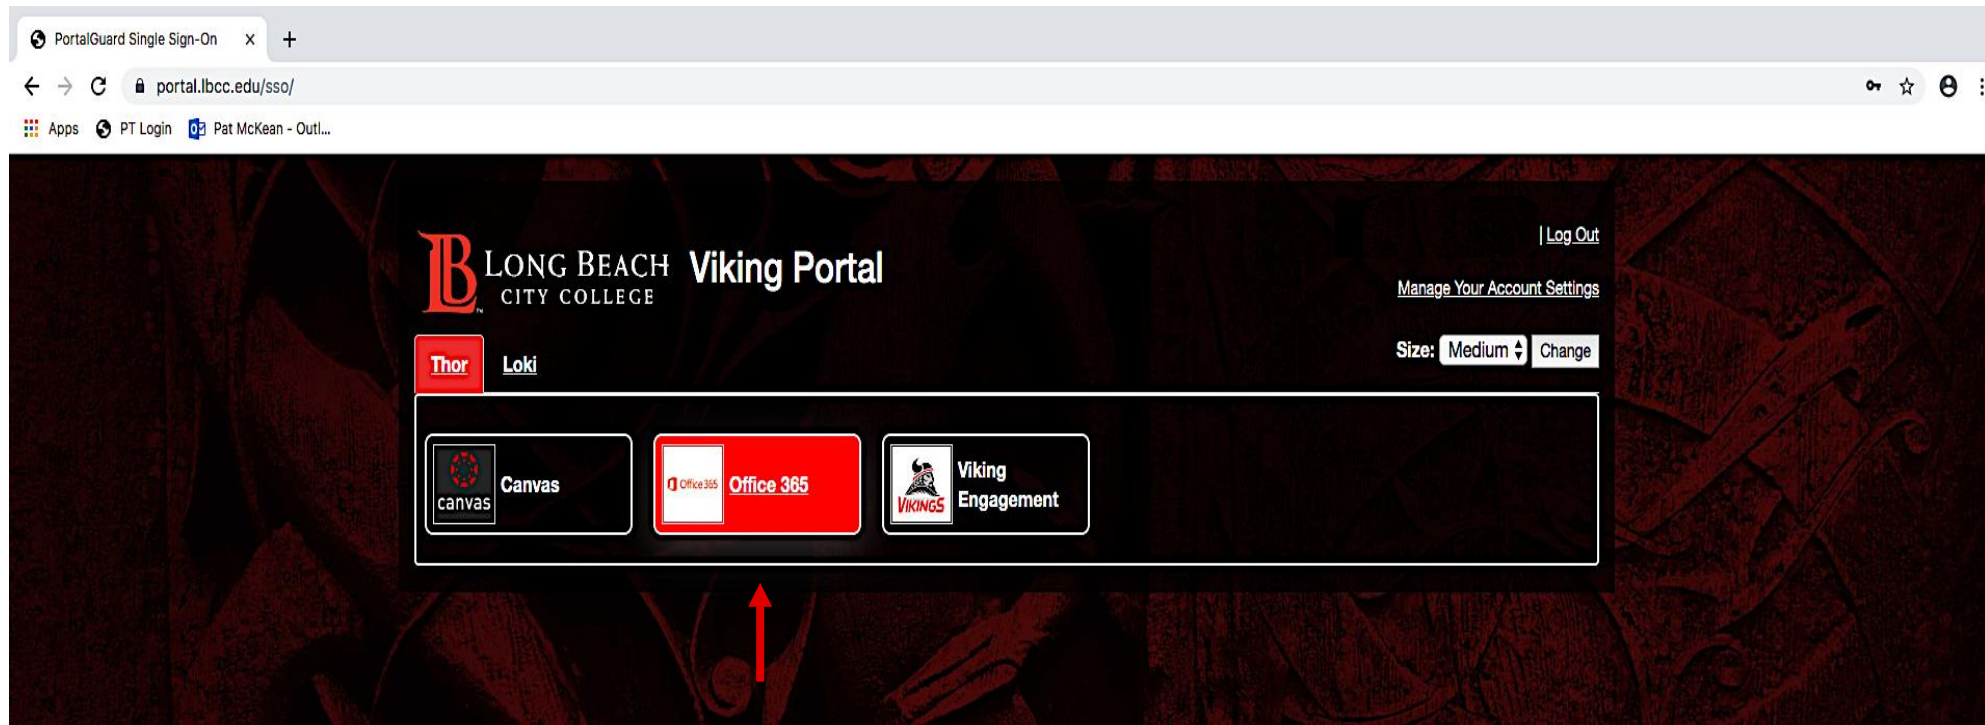 PortalGuard Single Sign-On
portal.lbcc.edu/sso/
Apps PT Login Pat McKean - Outl...
| Log Out
LB LONG BEACH CITY COLLEGE Viking Portal
Manage Your Account Settings
Size: Medium Change
Thor Loki
canvas Canvas
Office 365 Office 365
VIKINGS Viking
Engagement